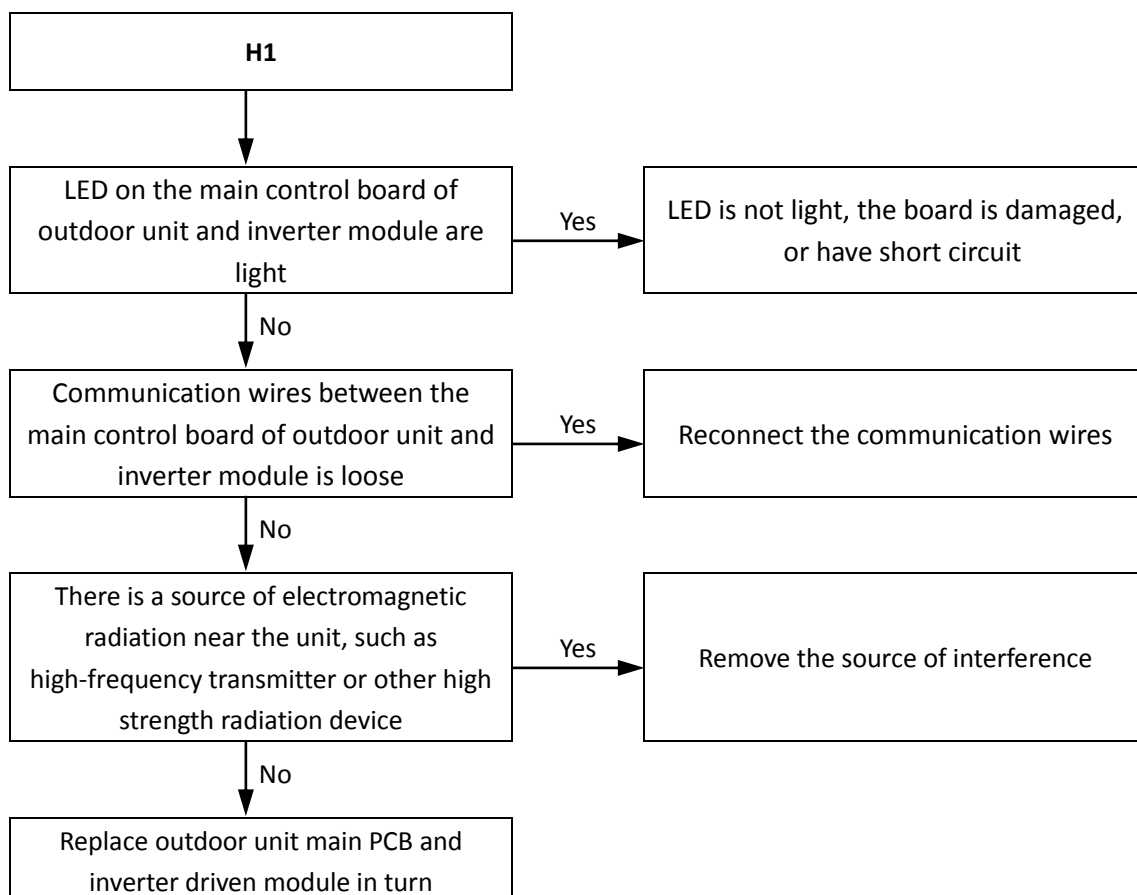 H1
LED on the main control board of
outdoor unit and inverter module are
light
Yes
LED is not light, the board is damaged,
or have short circuit
No
Communication wires between the
main control board of outdoor unit and
inverter module is loose
Yes
Reconnect the communication wires
No
There is a source of electromagnetic
radiation near the unit, such as
high-frequency transmitter or other high
strength radiation device
Yes
Remove the source of interference
No
Replace outdoor unit main PCB and
inverter driven module in turn